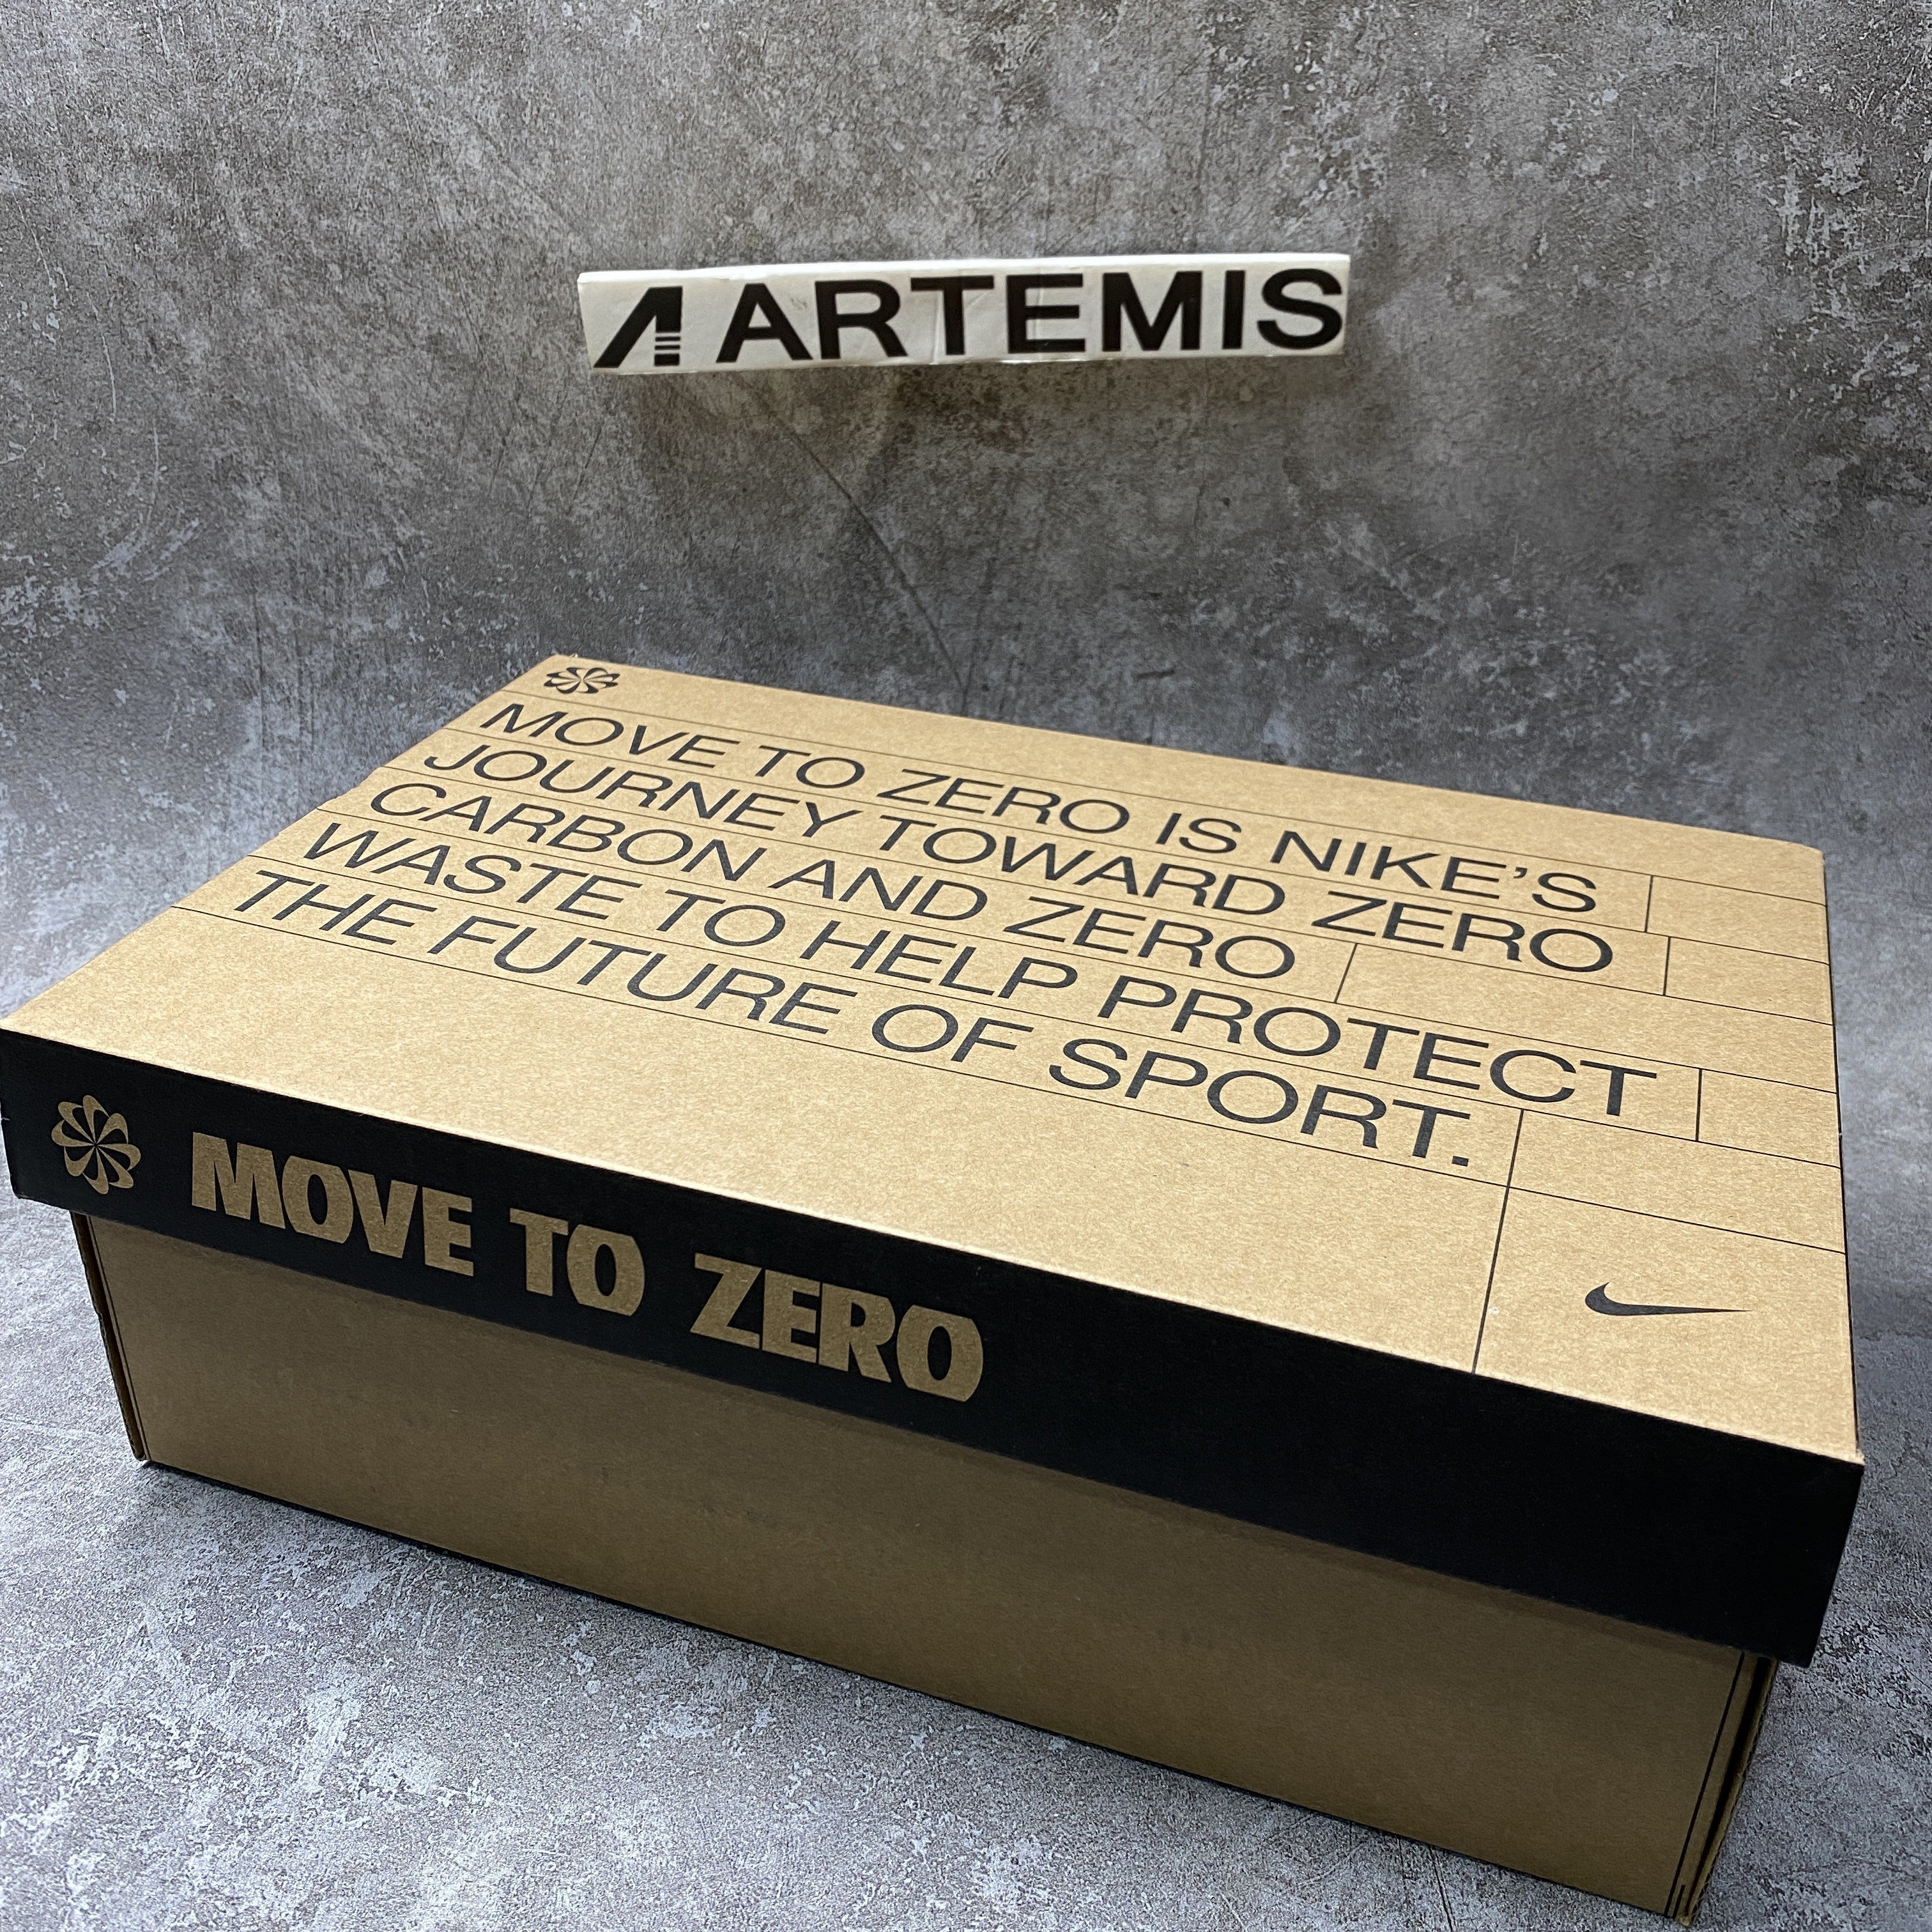 ARTEMIS
MOVE TO ZERO IS NIKE’S
JOURNEY TOWARD ZERO
CARBON AND ZERO
WASTE TO HELP PROTECT
THE FUTURE OF SPORT.
MOVE TO ZERO